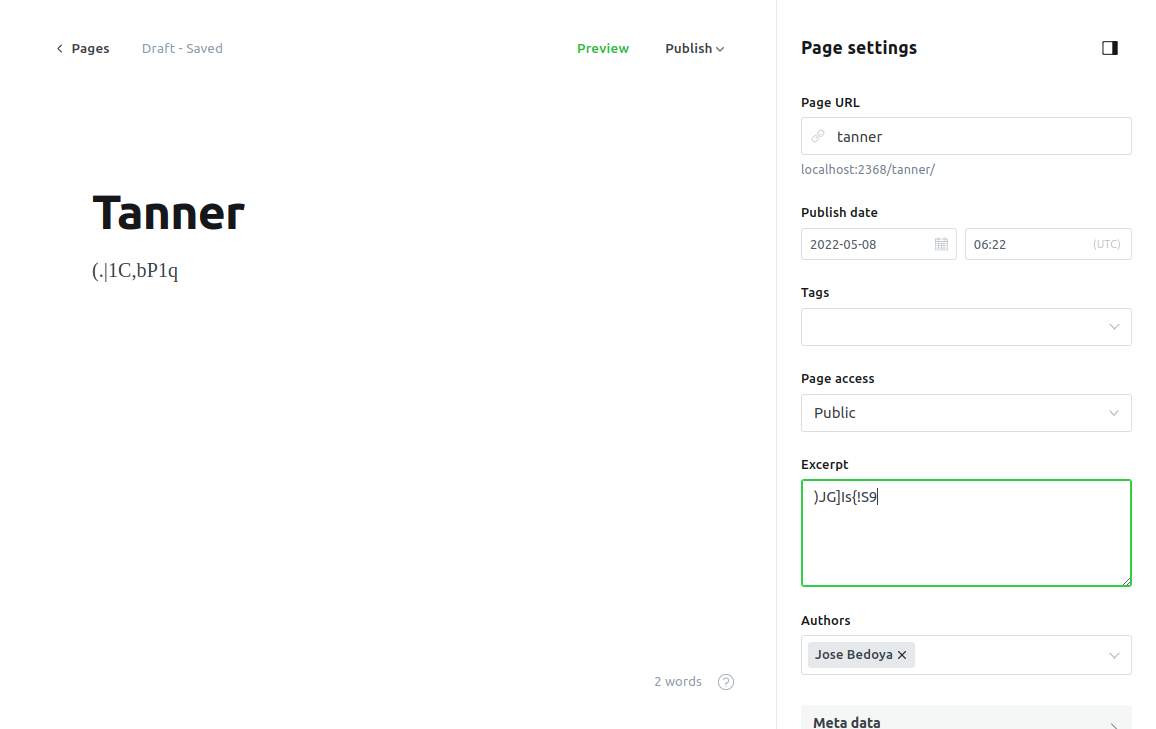 Pages Draft - Saved Preview Publish
Tanner
(.|1C,bP1q
2 words ?
Page settings
Page URL
tanner
localhost:2368/tanner/
Publish date
2022-05-08 06:22 (UTC)
Tags
Page access
Public
Excerpt
)JG]Is{!S9
Authors
Jose Bedoya
Meta data